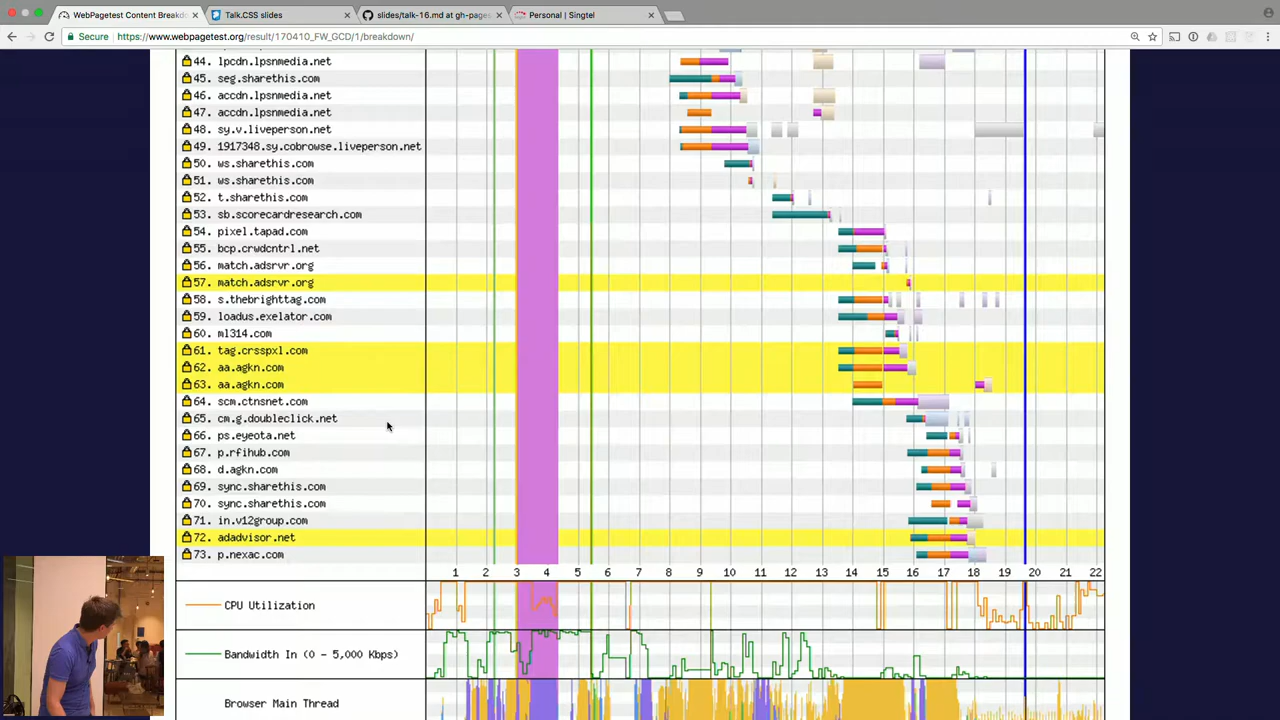 WebPagetest Content Breakd
Talk.CSS slides
slides/talk-16.md at gh-pages
Personal | Singtel
Secure
https://www.webpagetest.org/result/170410_FW_GCD/1/breakdown/
44. lpcdn.lpsnmedia.net
45. seg.sharethis.com
46. accdn.lpsnmedia.net
47. accdn.lpsnmedia.net
48. sy.v.liveperson.net
49. 1917348.sy.cobrowse.liveperson.net
50. ws.sharethis.com
51. ws.sharethis.com
52. t.sharethis.com
53. sb.scorecardresearch.com
54. pixel.tapad.com
55. bcp.crwdcntrl.net
56. match.adsrvr.org
57. match.adsrvr.org
58. s.thebrighttag.com
59. loadus.exelator.com
60. ml314.com
61. tag.crsspxl.com
62. aa.agkn.com
63. aa.agkn.com
64. scm.ctnsnet.com
65. cm.g.doubleclick.net
66. ps.eyeota.net
67. p.rfihub.com
68. d.agkn.com
69. sync.sharethis.com
70. sync.sharethis.com
71. in.v12group.com
72. adadvisor.net
73. p.nexac.com
1 2 3 4 5 6 7 8 9 10 11 12 13 14 15 16 17 18 19 20 21 22
CPU Utilization
Bandwidth In (0 - 5,000 Kbps)
Browser Main Thread